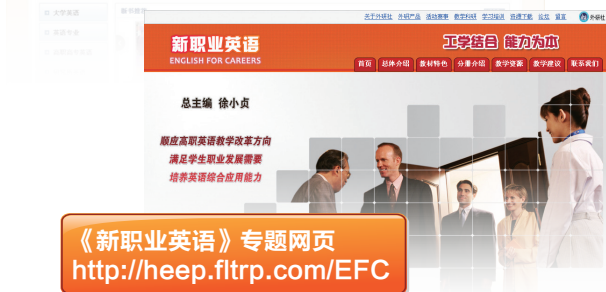 大学英语
关于外研社 外研产品 活动赛事 教学科研 学习培训 资源下载 论坛 留言 外研社
新职业英语
ENGLISH FOR CAREERS
工学结合 能力为本
首页 总体介绍 教材特色 分册介绍 教学资源 教学建议 联系我们
总主编 徐小贞
顺应高职英语教学改革方向
满足学生职业发展需要
培养英语综合应用能力
《新职业英语》专题网页
http://heep.fltrp.com/EFC